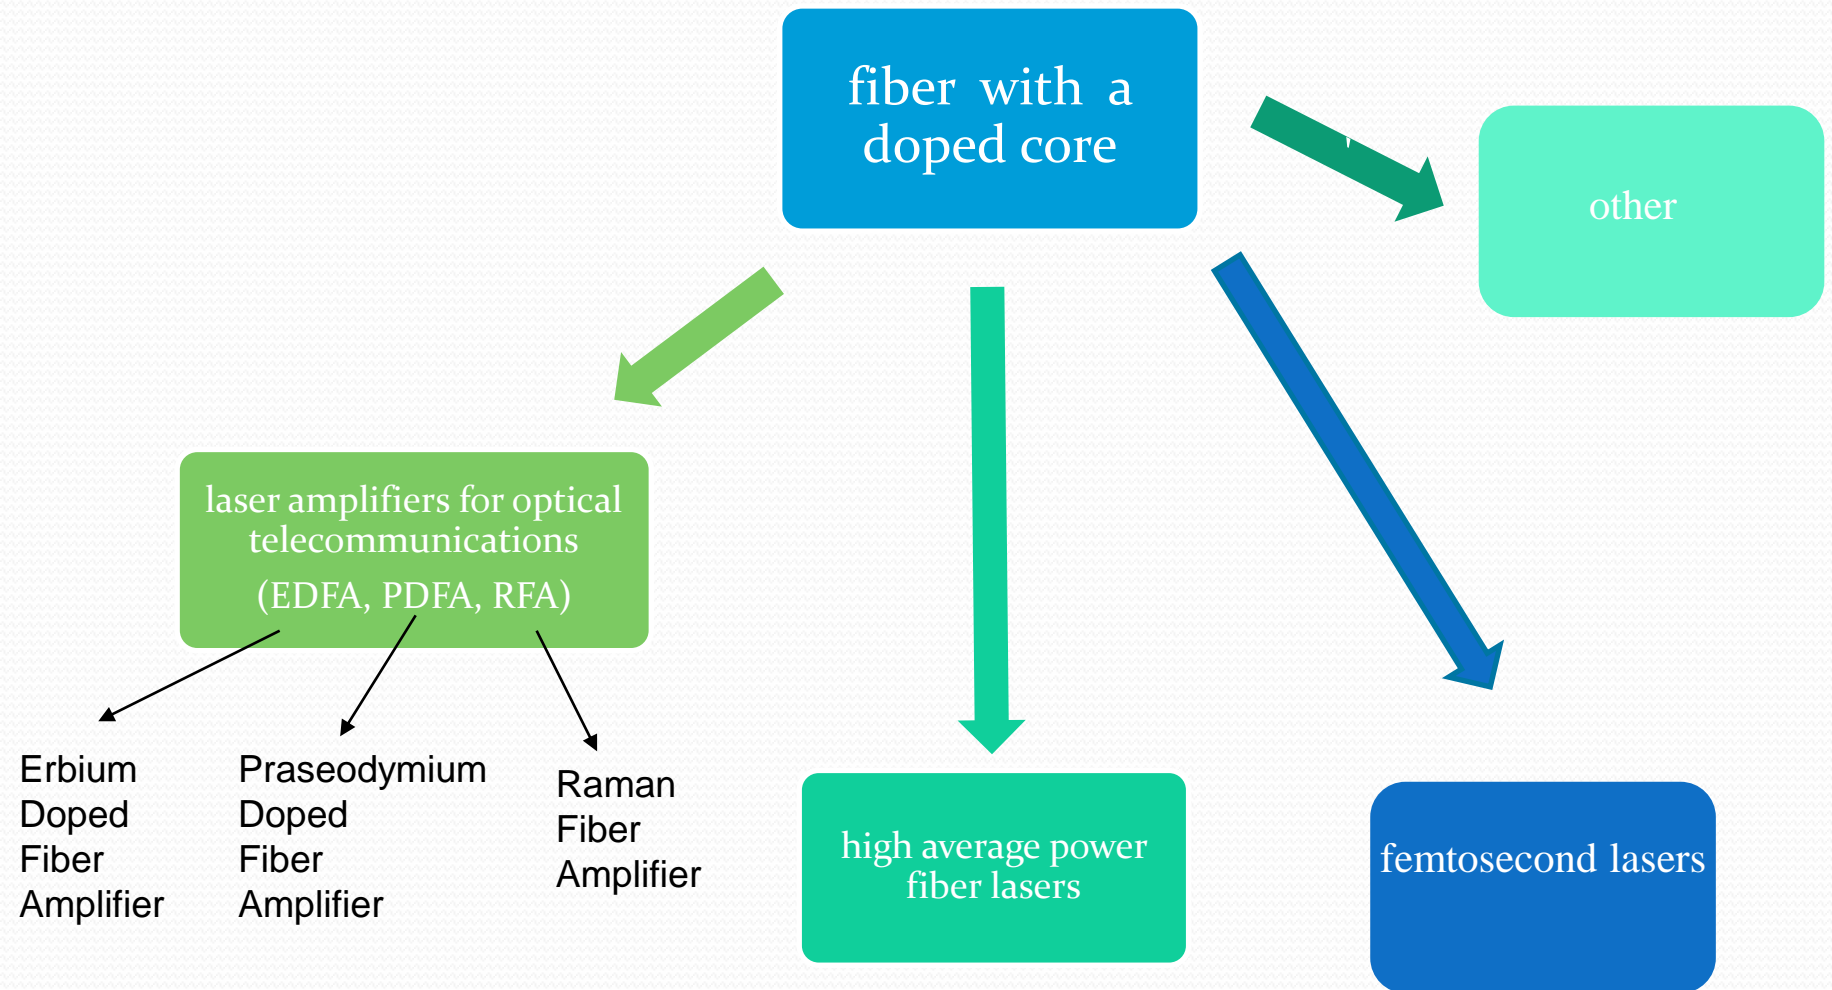 fiber with a
doped core
other
laser amplifiers for optical
telecommunications
(EDFA, PDFA, RFA)
Erbium
Doped
Fiber
Amplifier
Praseodymium
Doped
Fiber
Amplifier
Raman
Fiber
Amplifier
high average power
fiber lasers
femtosecond lasers